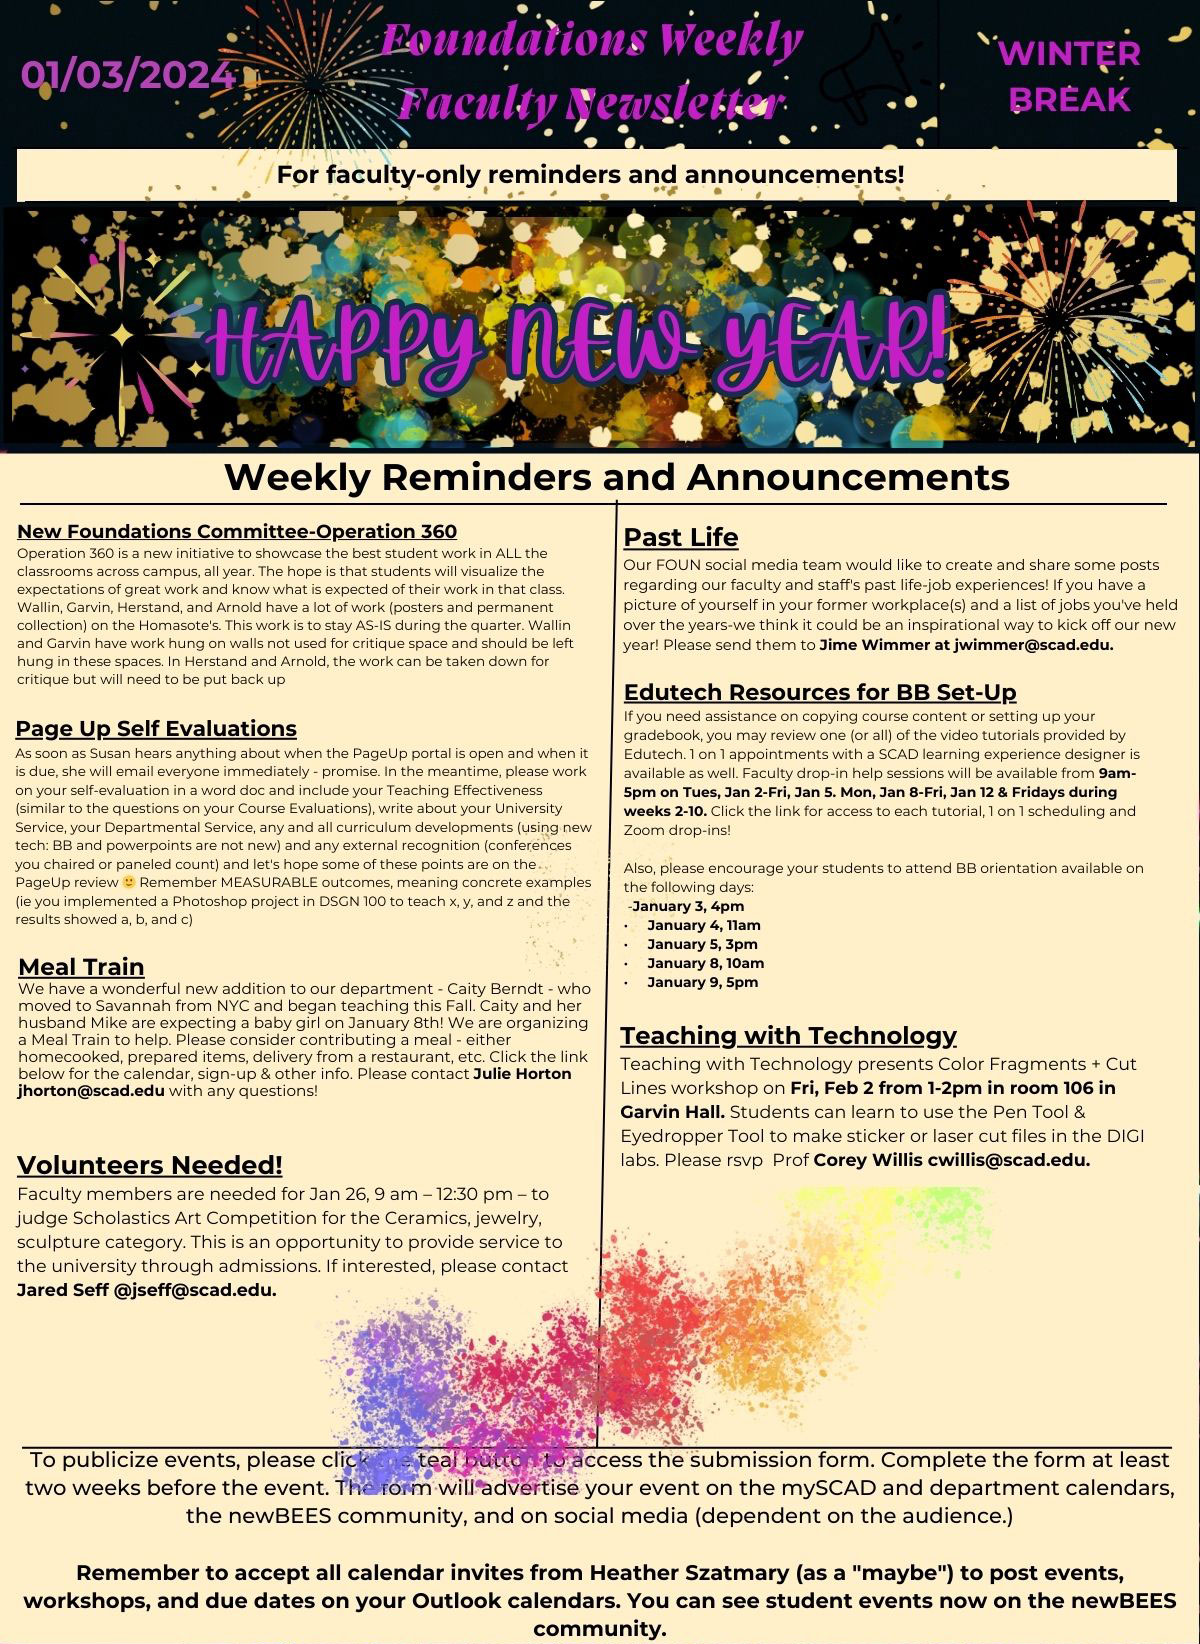 01/03/2024
Foundations Weekly
Faculty Newsletter
WINTER
BREAK
For faculty-only reminders and announcements!
HAPPY NEW YEAR!
Weekly Reminders and Announcements
New Foundations Committee-Operation 360
Operation 360 is a new initiative to showcase the best student work in ALL the
classrooms across campus, all year. The hope is that students will visualize the
expectations of great work and know what is expected of their work in that class.
Wallin, Garvin, Herstand, and Arnold have a lot of work (posters and permanent
collection) on the Homasote's. This work is to stay AS-IS during the quarter. Wallin
and Garvin have work hung on walls not used for critique space and should be left
hung in these spaces. In Herstand and Arnold, the work can be taken down for
critique but will need to be put back up
Page Up Self Evaluations
As soon as Susan hears anything about when the PageUp portal is open and when it
is due, she will email everyone immediately - promise. In the meantime, please work
on your self-evaluation in a word doc and include your Teaching Effectiveness
(similar to the questions on your Course Evaluations), write about your University
Service, your Departmental Service, any and all curriculum developments (using new
tech: BB and powerpoints are not new) and any external recognition (conferences
you chaired or paneled count) and let's hope some of these points are on the
PageUp review 🙂 Remember MEASURABLE outcomes, meaning concrete examples
(ie you implemented a Photoshop project in DSGN 100 to teach x, y, and z and the
results showed a, b, and c)
Meal Train
We have a wonderful new addition to our department - Caity Berndt - who
moved to Savannah from NYC and began teaching this Fall. Caity and her
husband Mike are expecting a baby girl on January 8th! We are organizing
a Meal Train to help. Please consider contributing a meal - either
homecooked, prepared items, delivery from a restaurant, etc. Click the link
below for the calendar, sign-up & other info. Please contact Julie Horton
jhorton@scad.edu with any questions!
Volunteers Needed!
Faculty members are needed for Jan 26, 9 am – 12:30 pm – to
judge Scholastics Art Competition for the Ceramics, jewelry,
sculpture category. This is an opportunity to provide service to
the university through admissions. If interested, please contact
Jared Seff @jseff@scad.edu.
Past Life
Our FOUN social media team would like to create and share some posts
regarding our faculty and staff's past life-job experiences! If you have a
picture of yourself in your former workplace(s) and a list of jobs you've held
over the years-we think it could be an inspirational way to kick off our new
year! Please send them to Jime Wimmer at jwimmer@scad.edu.
Edutech Resources for BB Set-Up
If you need assistance on copying course content or setting up your
gradebook, you may review one (or all) of the video tutorials provided by
Edutech. 1 on 1 appointments with a SCAD learning experience designer is
available as well. Faculty drop-in help sessions will be available from 9am-
5pm on Tues, Jan 2-Fri, Jan 5. Mon, Jan 8-Fri, Jan 12 & Fridays during
weeks 2-10. Click the link for access to each tutorial, 1 on 1 scheduling and
Zoom drop-ins!
Also, please encourage your students to attend BB orientation available on
the following days:
-January 3, 4pm
• January 4, 11am
• January 5, 3pm
• January 8, 10am
• January 9, 5pm
Teaching with Technology
Teaching with Technology presents Color Fragments + Cut
Lines workshop on Fri, Feb 2 from 1-2pm in room 106 in
Garvin Hall. Students can learn to use the Pen Tool &
Eyedropper Tool to make sticker or laser cut files in the DIGI
labs. Please rsvp Prof Corey Willis cwillis@scad.edu.
To publicize events, please click the teal button to access the submission form. Complete the form at least
two weeks before the event. The form will advertise your event on the mySCAD and department calendars,
the newBEES community, and on social media (dependent on the audience.)
Remember to accept all calendar invites from Heather Szatmary (as a "maybe") to post events,
workshops, and due dates on your Outlook calendars. You can see student events now on the newBEES
community.